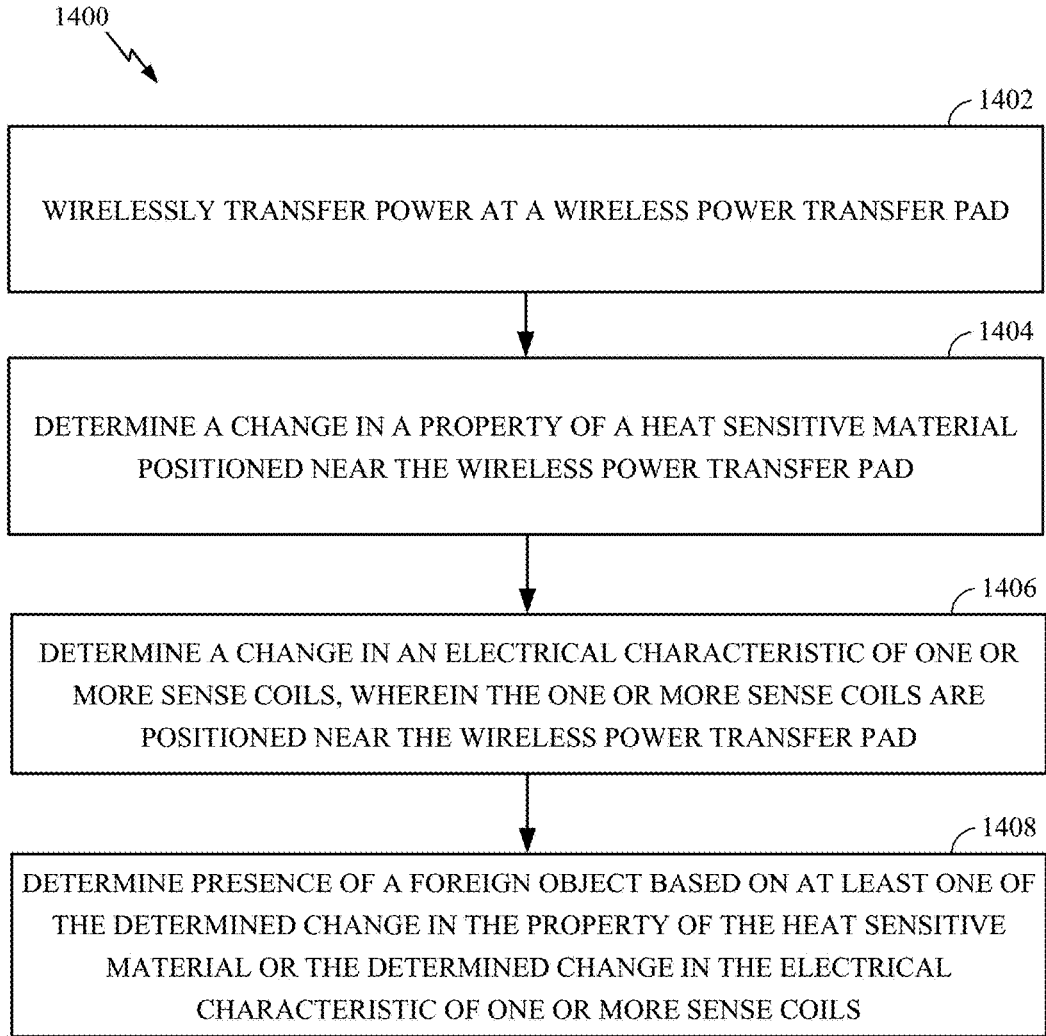 1400
1402
WIRELESSLY TRANSFER POWER AT A WIRELESS POWER TRANSFER PAD
1404
DETERMINE A CHANGE IN A PROPERTY OF A HEAT SENSITIVE MATERIAL
POSITIONED NEAR THE WIRELESS POWER TRANSFER PAD
1406
DETERMINE A CHANGE IN AN ELECTRICAL CHARACTERISTIC OF ONE OR
MORE SENSE COILS, WHEREIN THE ONE OR MORE SENSE COILS ARE
POSITIONED NEAR THE WIRELESS POWER TRANSFER PAD
1408
DETERMINE PRESENCE OF A FOREIGN OBJECT BASED ON AT LEAST ONE OF
THE DETERMINED CHANGE IN THE PROPERTY OF THE HEAT SENSITIVE
MATERIAL OR THE DETERMINED CHANGE IN THE ELECTRICAL
CHARACTERISTIC OF ONE OR MORE SENSE COILS